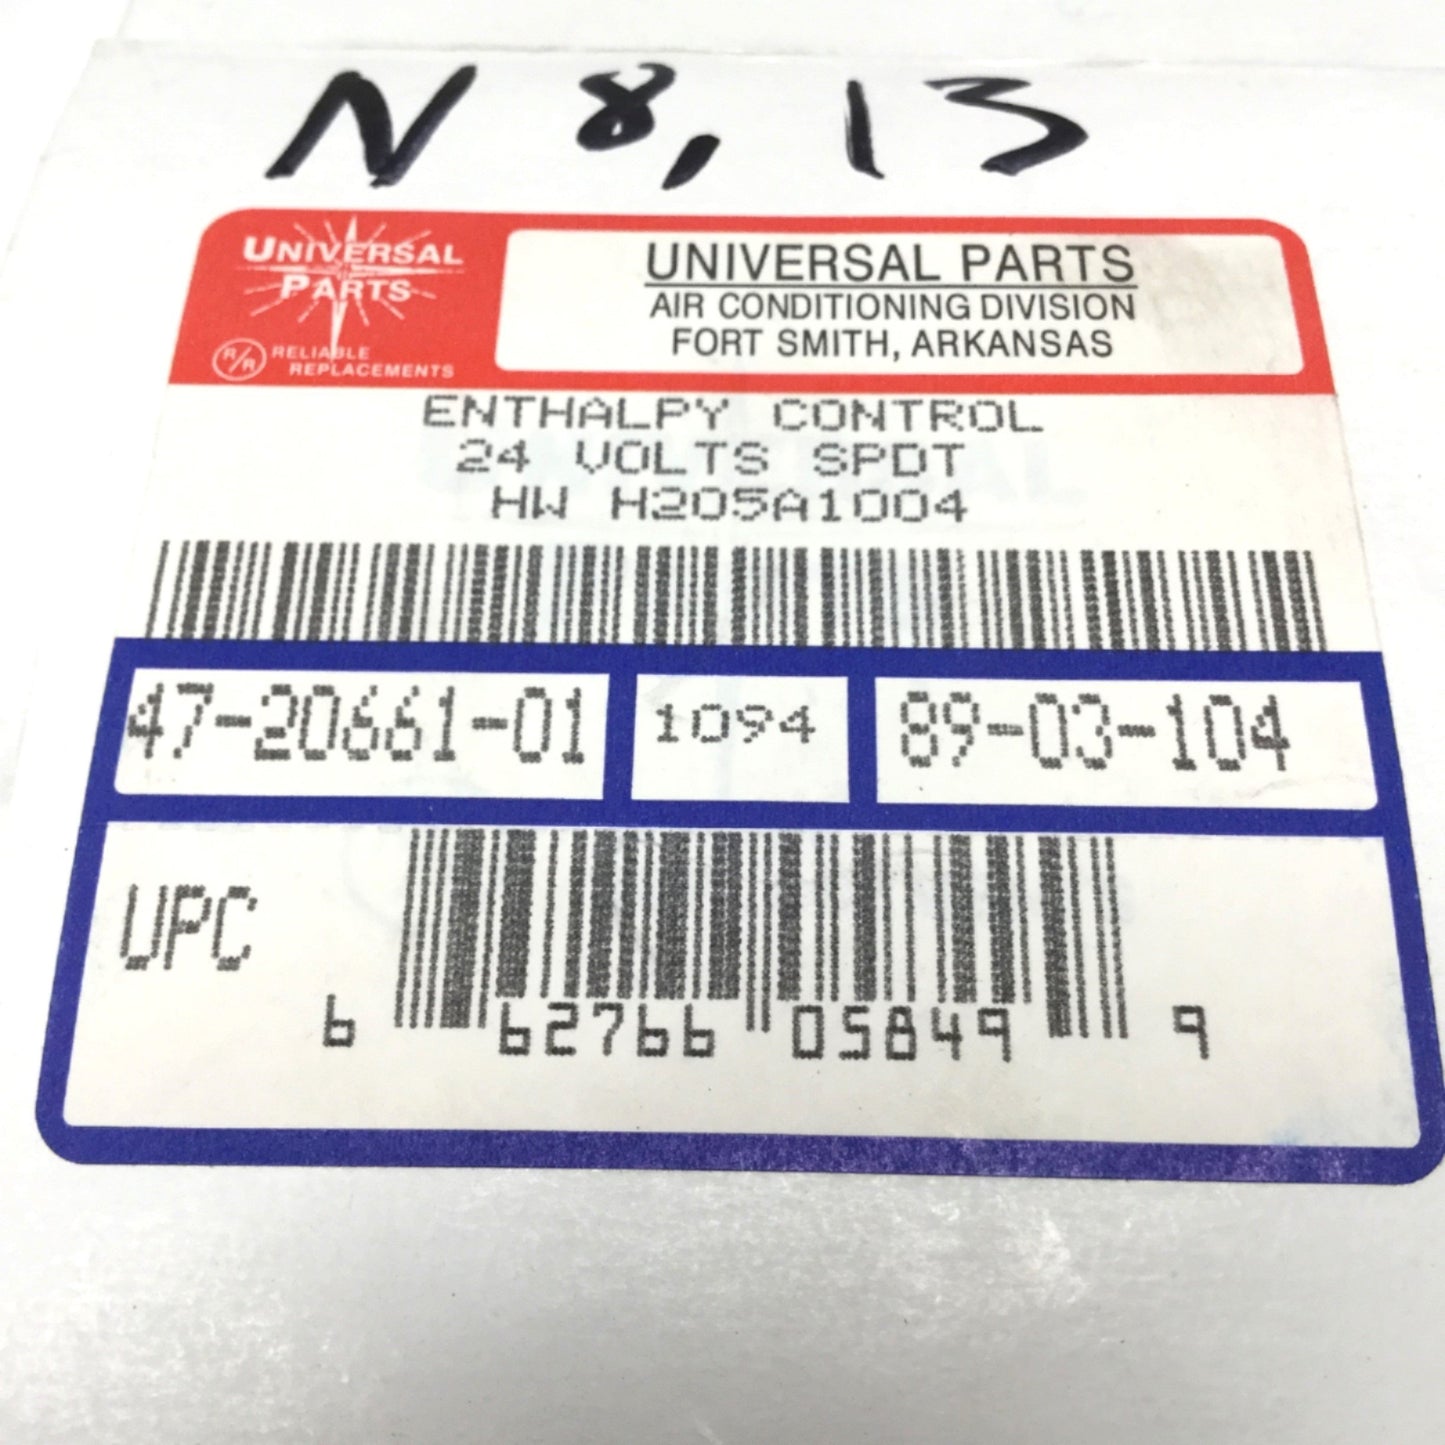 N 8, 13
UNIVERSAL PARTS
R/R RELIABLE REPLACEMENTS
UNIVERSAL PARTS
AIR CONDITIONING DIVISION
FORT SMITH, ARKANSAS
ENTHALPY CONTROL
24 VOLTS SPDT
HW H205A1004
47-20661-01 1094 89-03-104
UPC
6 62766 05849 9